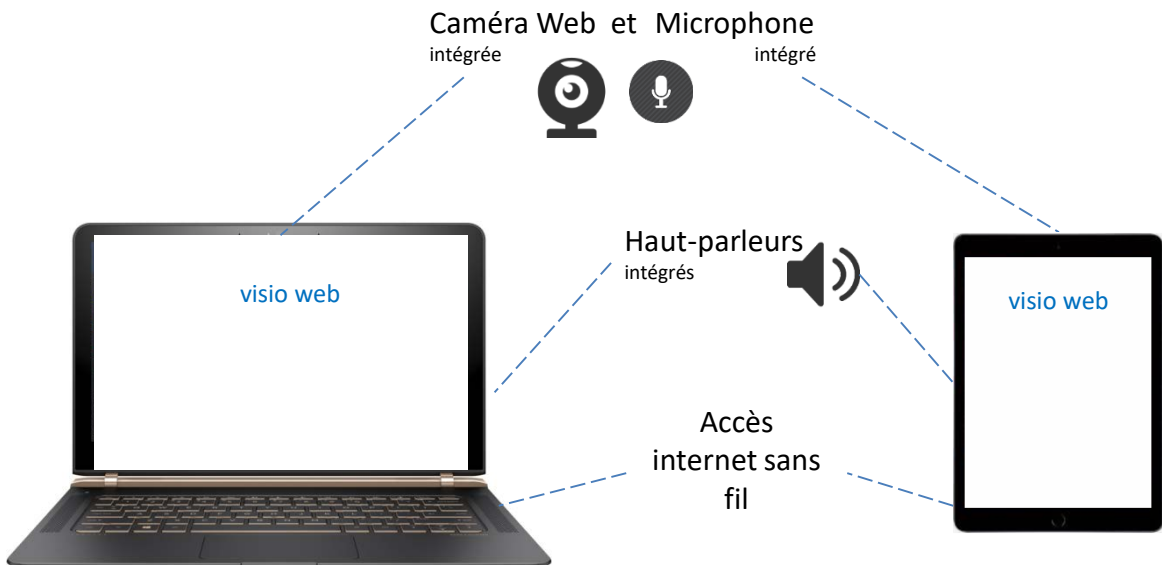 Caméra Web et Microphone
intégrée intégré
Haut-parleurs
intégrés
visio web
visio web
Accès
internet sans
fil